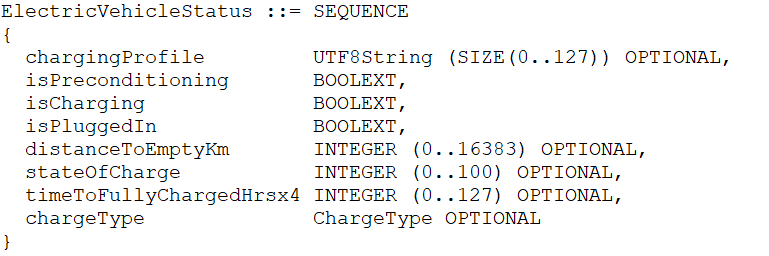 ElectricVehicleStatus ::= SEQUENCE
{
  chargingProfile         UTF8String (SIZE(0..127)) OPTIONAL,
  isPreconditioning       BOOLEXT,
  isCharging              BOOLEXT,
  isPluggedIn             BOOLEXT,
  distanceToEmptyKm       INTEGER (0..16383) OPTIONAL,
  stateOfCharge           INTEGER (0..100) OPTIONAL,
  timeToFullyChargedHrsx4 INTEGER (0..127) OPTIONAL,
  chargeType              ChargeType OPTIONAL
}